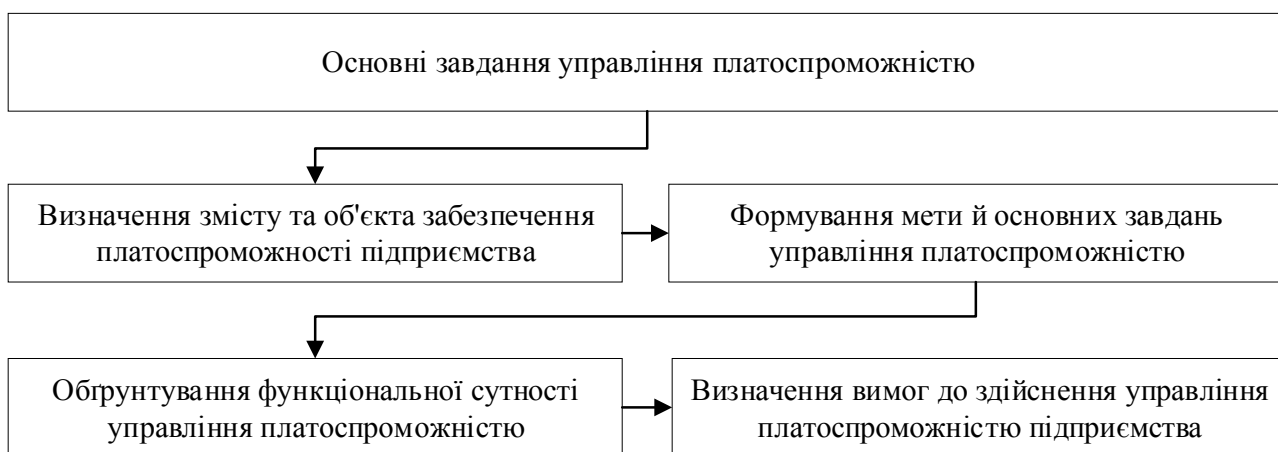 Основні завдання управління платоспроможністю
Визначення змісту та об'єкта забезпечення
платоспроможності підприємства
Формування мети й основних завдань
управління платоспроможністю
Обґрунтування функціональної сутності
управління платоспроможністю
Визначення вимог до здійснення управління
платоспроможністю підприємства